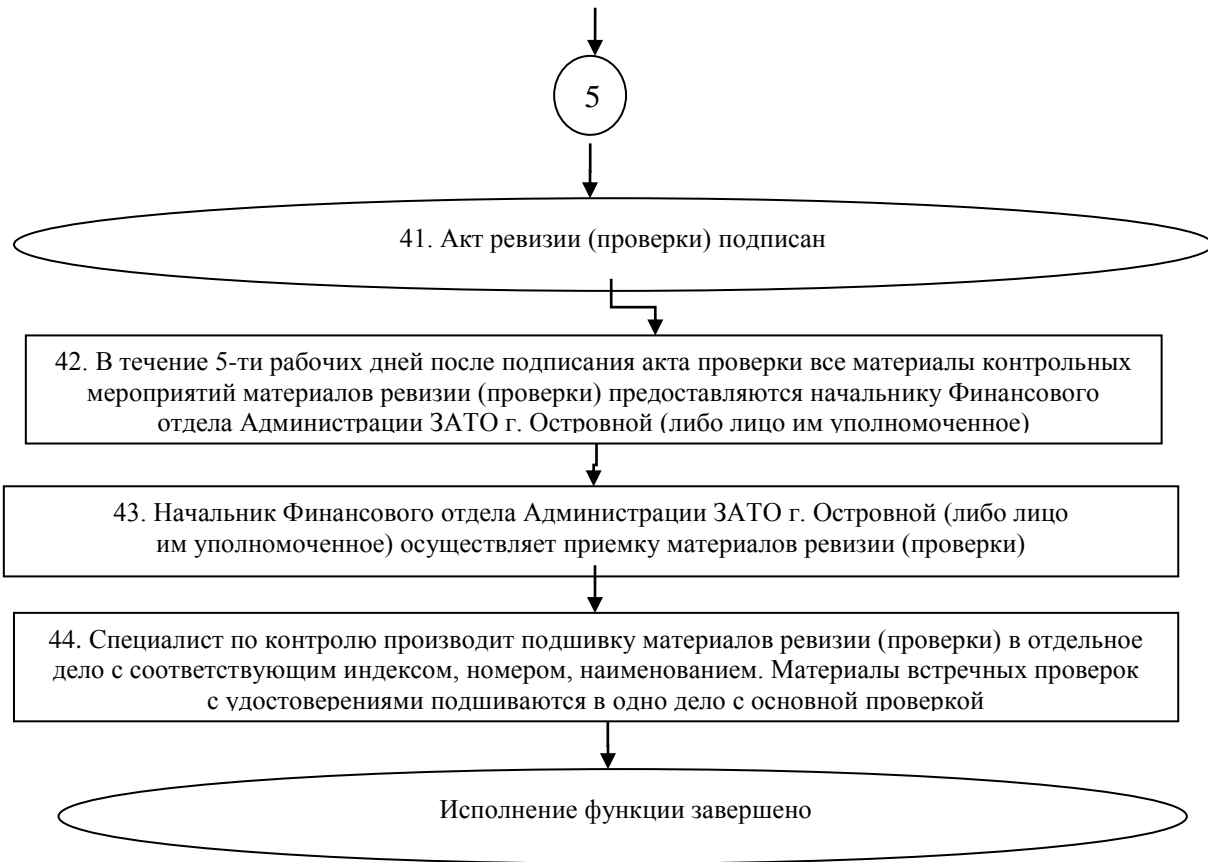 5
41. Акт ревизии (проверки) подписан
42. В течение 5-ти рабочих дней после подписания акта проверки все материалы контрольных
мероприятий материалов ревизии (проверки) предоставляются начальнику Финансового
отдела Администрации ЗАТО г. Островной (либо лицо им уполномоченное)
43. Начальник Финансового отдела Администрации ЗАТО г. Островной (либо лицо
им уполномоченное) осуществляет приемку материалов ревизии (проверки)
44. Специалист по контролю производит подшивку материалов ревизии (проверки) в отдельное
дело с соответствующим индексом, номером, наименованием. Материалы встречных проверок
с удостоверениями подшиваются в одно дело с основной проверкой
Исполнение функции завершено